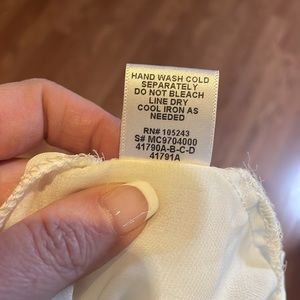 HAND WASH COLD
SEPARATELY
DO NOT BLEACH
LINE DRY
COOL IRON AS
NEEDED
RN# 105243
S# MC9704000
41790A-B-C-D
41791A